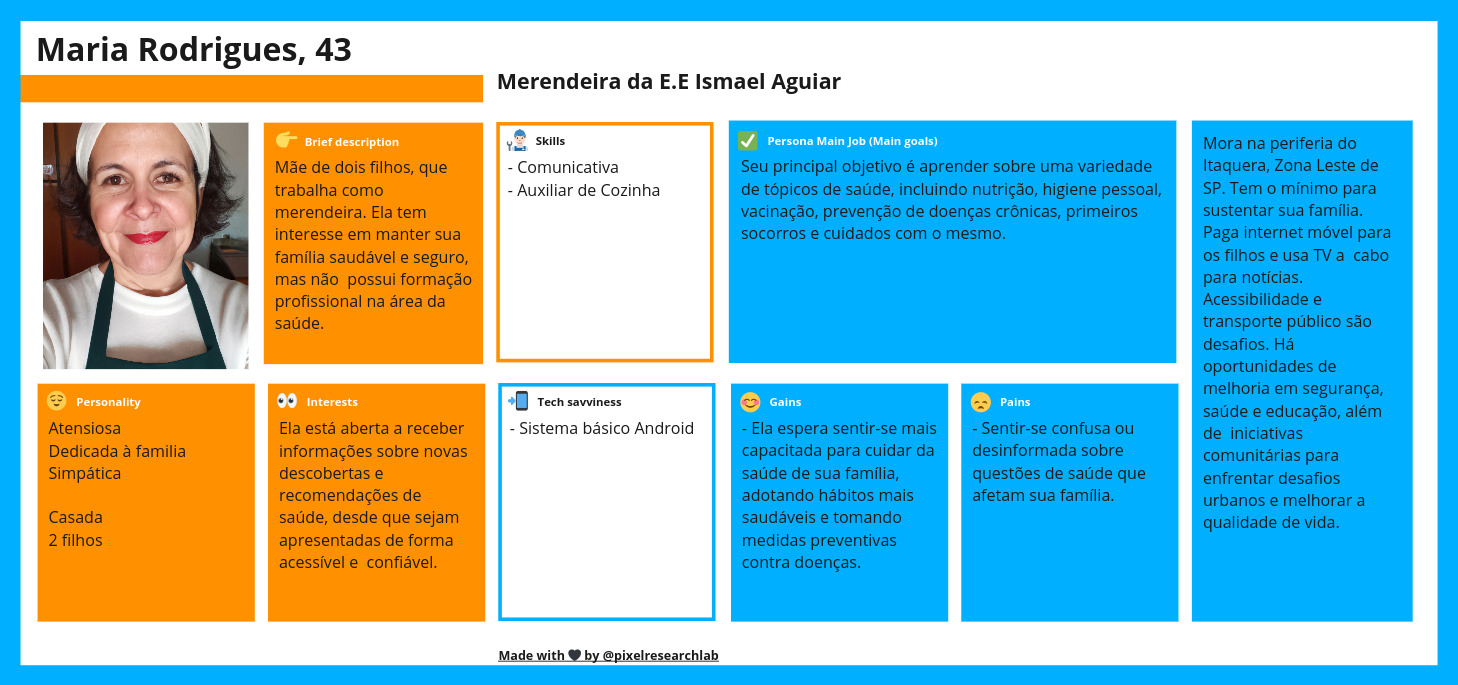 Maria Rodrigues, 43
Merendeira da E.E Ismael Aguiar
Brief description
Mãe de dois filhos, que
trabalha como
merendeira. Ela tem
interesse em manter sua
família saudável e seguro,
mas não  possui formação
profissional na área da
saúde.
Skills
- Comunicativa
- Auxiliar de Cozinha
Persona Main Job (Main goals)
Seu principal objetivo é aprender sobre uma variedade
de tópicos de saúde, incluindo nutrição, higiene pessoal,
vacinação, prevenção de doenças crônicas, primeiros
socorros e cuidados com o mesmo.
Mora na periferia do
Itaquera, Zona Leste de
SP. Tem o mínimo para
sustentar sua família.
Paga internet móvel para
os filhos e usa TV a  cabo
para notícias.
Acessibilidade e
transporte público são
desafios. Há
oportunidades de
melhoria em segurança,
saúde e educação, além
de  iniciativas
comunitárias para
enfrentar desafios
urbanos e melhorar a
qualidade de vida.
Personality
Atensiosa
Dedicada à familia
Simpática
Casada
2 filhos
Interests
Ela está aberta a receber
informações sobre novas
descobertas e
recomendações de
saúde, desde que sejam
apresentadas de forma
acessível e  confiável.
Tech savviness
- Sistema básico Android
Gains
- Ela espera sentir-se mais
capacitada para cuidar da
saúde de sua família,
adotando hábitos mais
saudáveis e tomando
medidas preventivas
contra doenças.
Pains
- Sentir-se confusa ou
desinformada sobre
questões de saúde que
afetam sua família.
Made with 🖤 by @pixelresearchlab